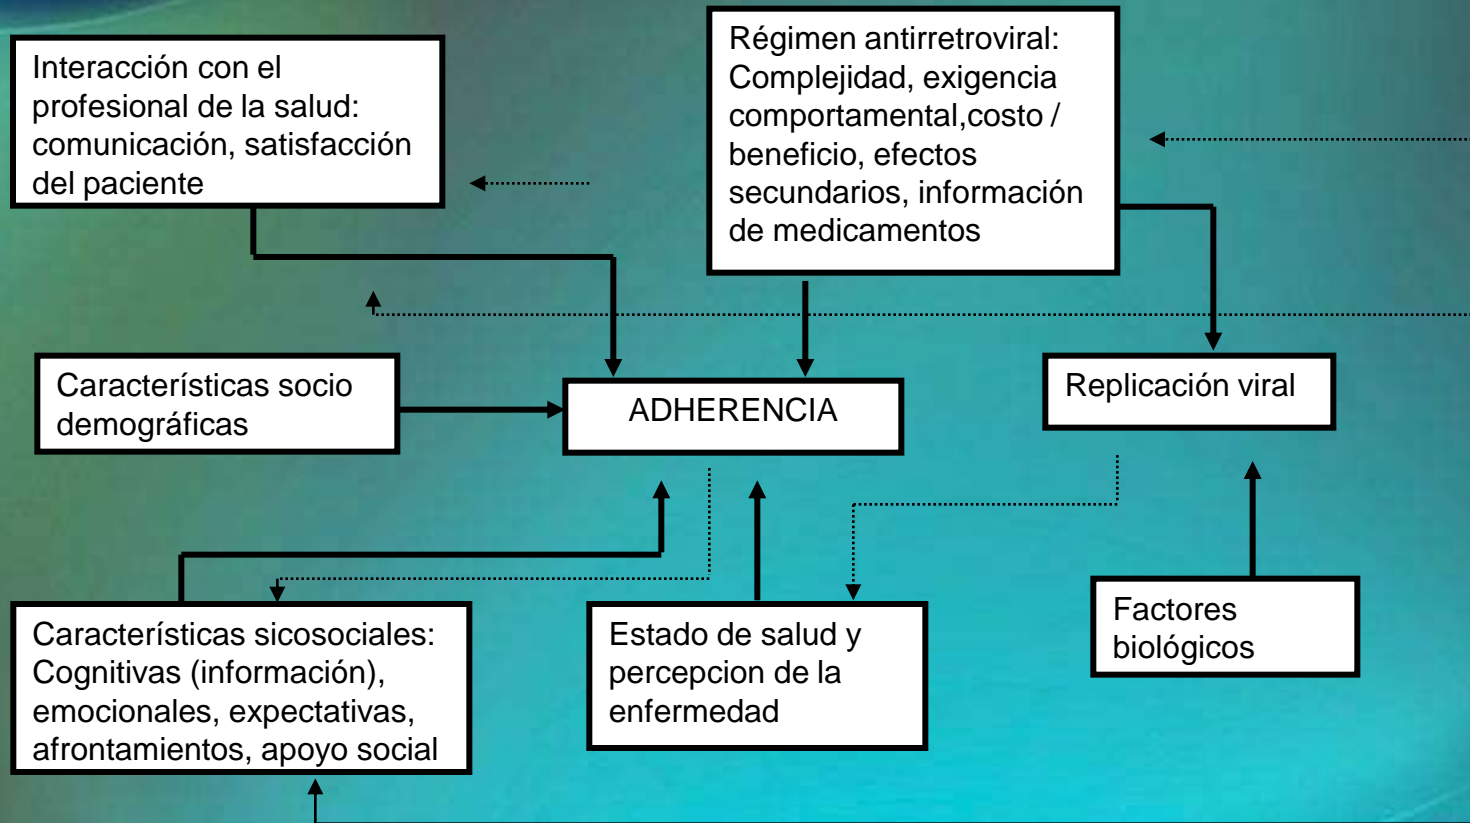 Interacción con el
profesional de la salud:
comunicación, satisfacción
del paciente
Régimen antirretroviral:
Complejidad, exigencia
comportamental,costo /
beneficio, efectos
secundarios, información
de medicamentos
Características socio
demográficas
ADHERENCIA
Replicación viral
Características sicosociales:
Cognitivas (información),
emocionales, expectativas,
afrontamientos, apoyo social
Estado de salud y
percepcion de la
enfermedad
Factores
biológicos